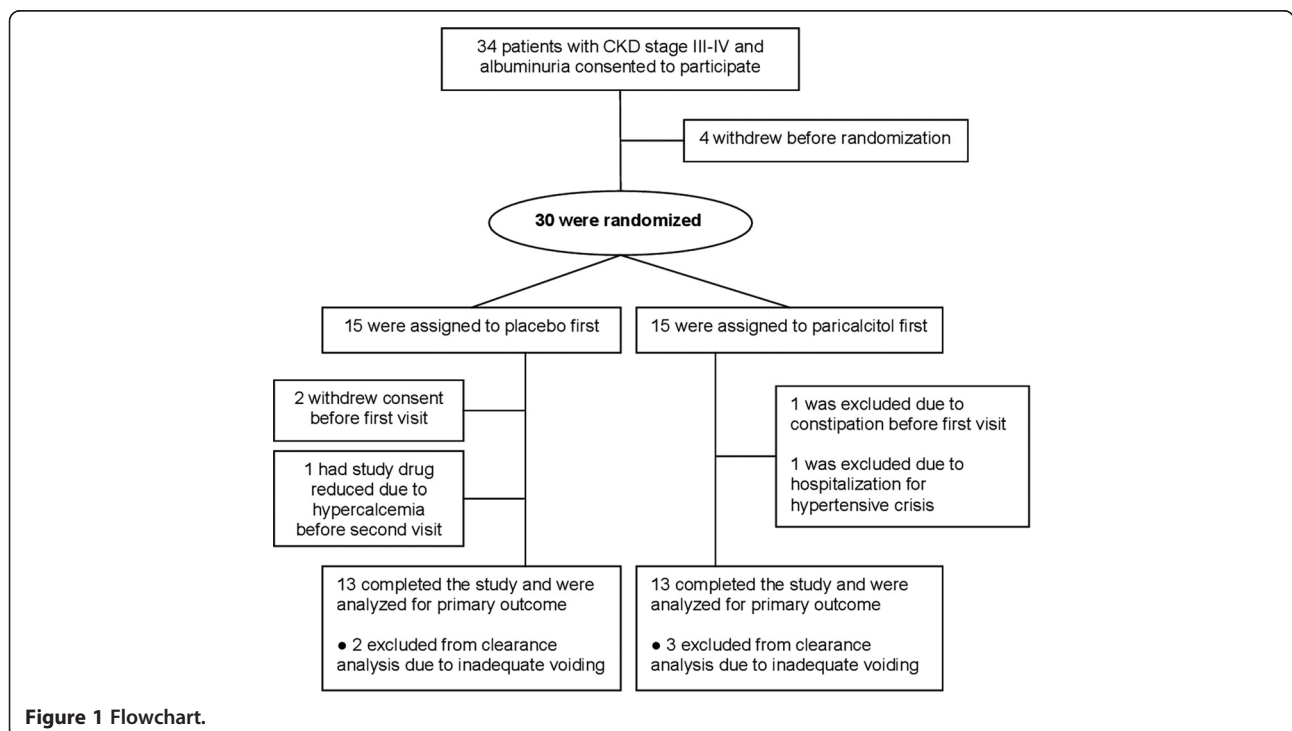 34 patients with CKD stage III-IV and
albuminuria consented to participate
4 withdrew before randomization
30 were randomized
15 were assigned to placebo first
15 were assigned to paricalcitol first
2 withdrew consent
before first visit
1 had study drug
reduced due to
hypercalcemia
before second visit
1 was excluded due to
constipation before first visit
1 was excluded due to
hospitalization for
hypertensive crisis
13 completed the study and were
analyzed for primary outcome
● 2 excluded from clearance
analysis due to inadequate voiding
13 completed the study and were
analyzed for primary outcome
● 3 excluded from clearance
analysis due to inadequate voiding
Figure 1 Flowchart.